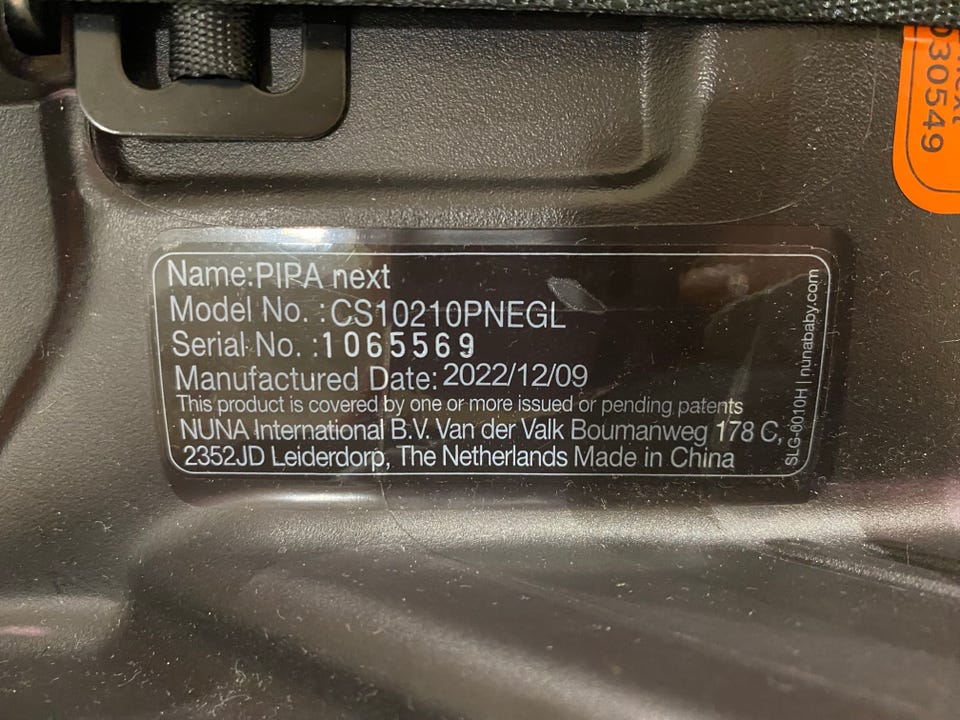 Name:PIPA next
Model No. :CS10210PNEGL
Serial No. :1065569
Manufactured Date: 2022/12/09
This product is covered by one or more issued or pending patents
NUNA International B.V. Van der Valk Boumanweg 178 C,
2352JD Leiderdorp, The Netherlands Made in China
SLG-0010H | nunababy.com
next
030549